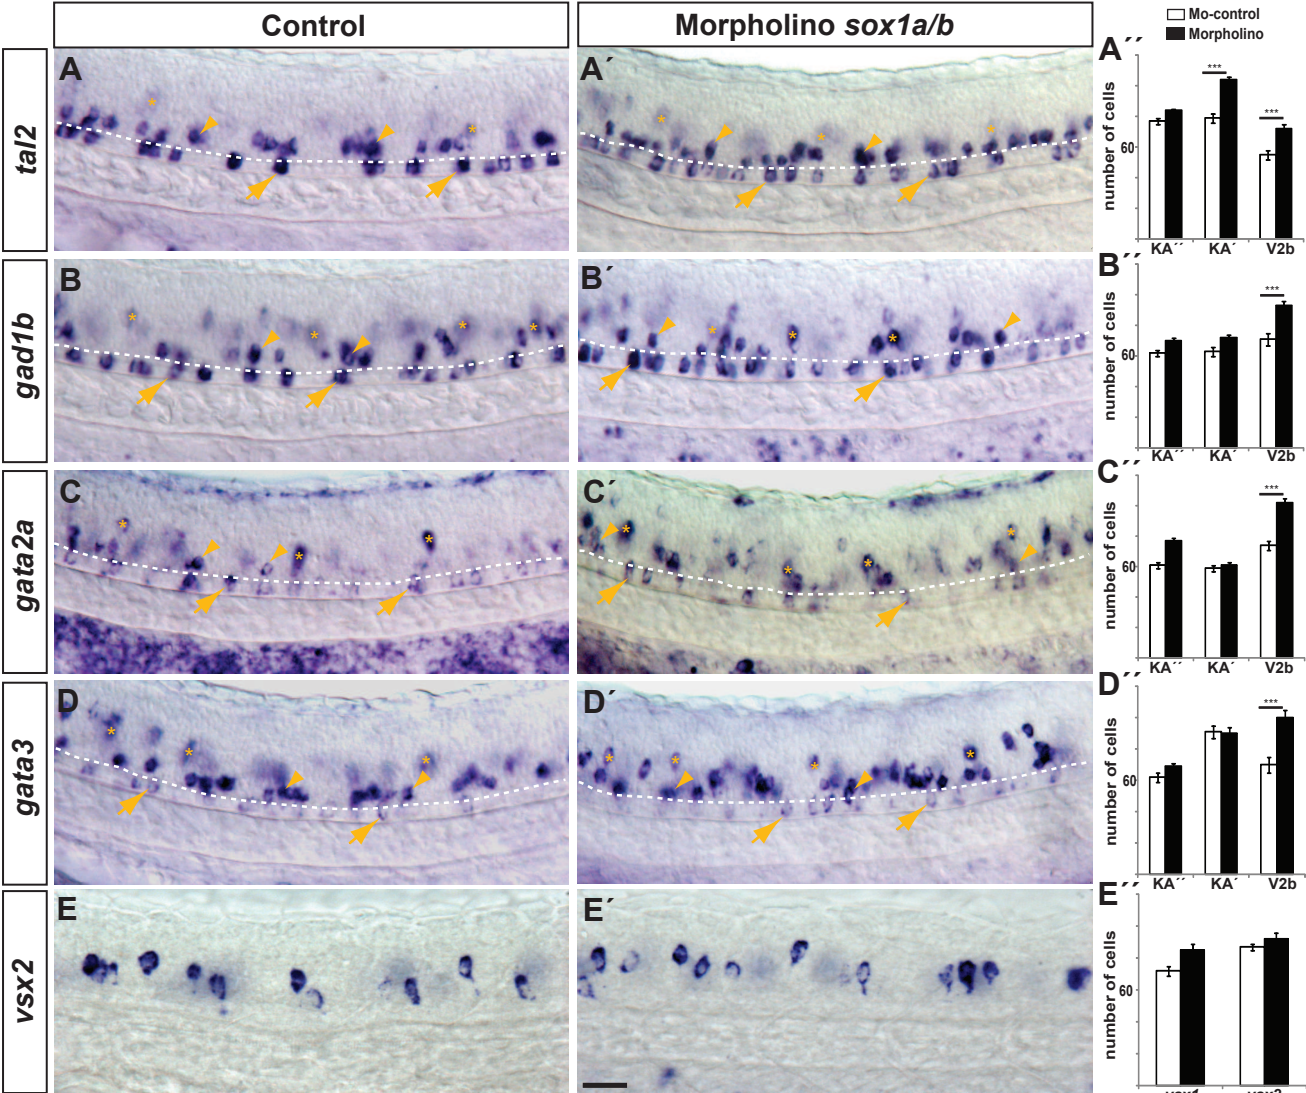 Control
Morpholino sox1a/b
Mo-control
Morpholino
tal2
A
*
*
A´
*
*
*
A´´
number of cells
60
***
***
KA´´ KA´ V2b
gad1b
B
*
*
*
*
B´
*
*
*
B´´
number of cells
60
***
KA´´ KA´ V2b
gata2a
C
*
*
*
C´
*
*
*
*
C´´
number of cells
60
***
KA´´ KA´ V2b
gata3
D
*
*
*
D´
*
*
*
*
D´´
number of cells
60
***
KA´´ KA´ V2b
vsx2
E
E´
E´´
number of cells
60